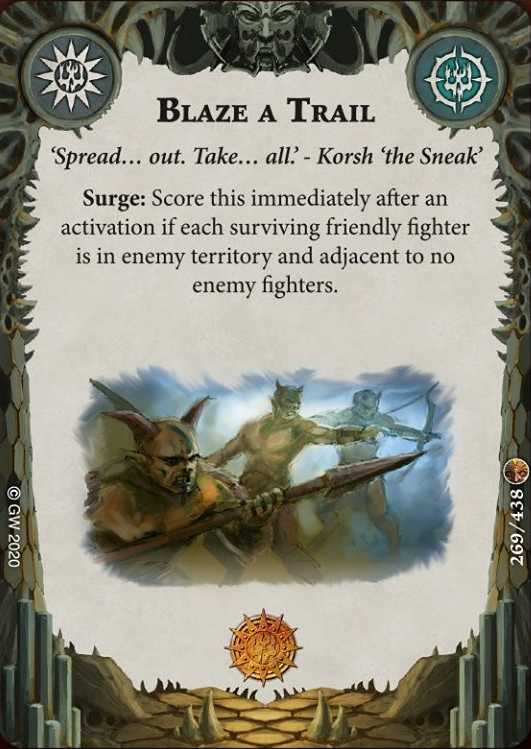 Blaze a Trail
‘Spread... out. Take... all.’ - Korsh ‘the Sneak’
Surge: Score this immediately after an
activation if each surviving friendly fighter
is in enemy territory and adjacent to no
enemy fighters.
© GW 2020
269/438